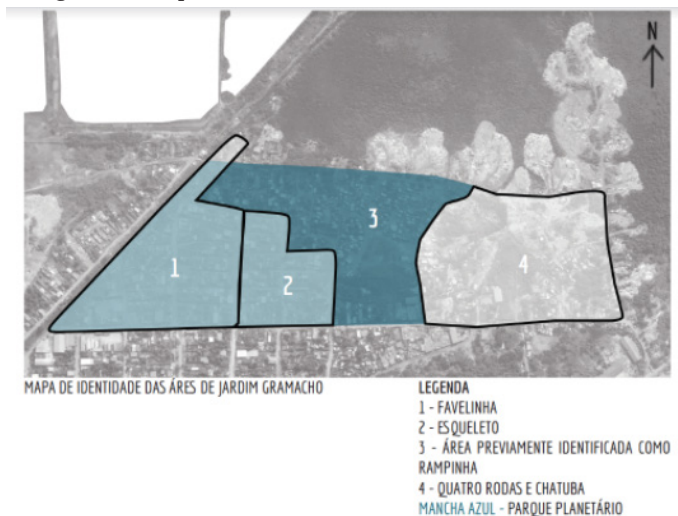 N
1
2
3
4
MAPA DE IDENTIDADE DAS ÁRES DE JARDIM GRAMACHO
LEGENDA
1 - FAVELINHA
2 - ESQUELETO
3 - ÁREA PREVIAMENTE IDENTIFICADA COMO
RAMPINHA
4 - QUATRO RODAS E CHATUBA
MANCHA AZUL - PARQUE PLANETÁRIO